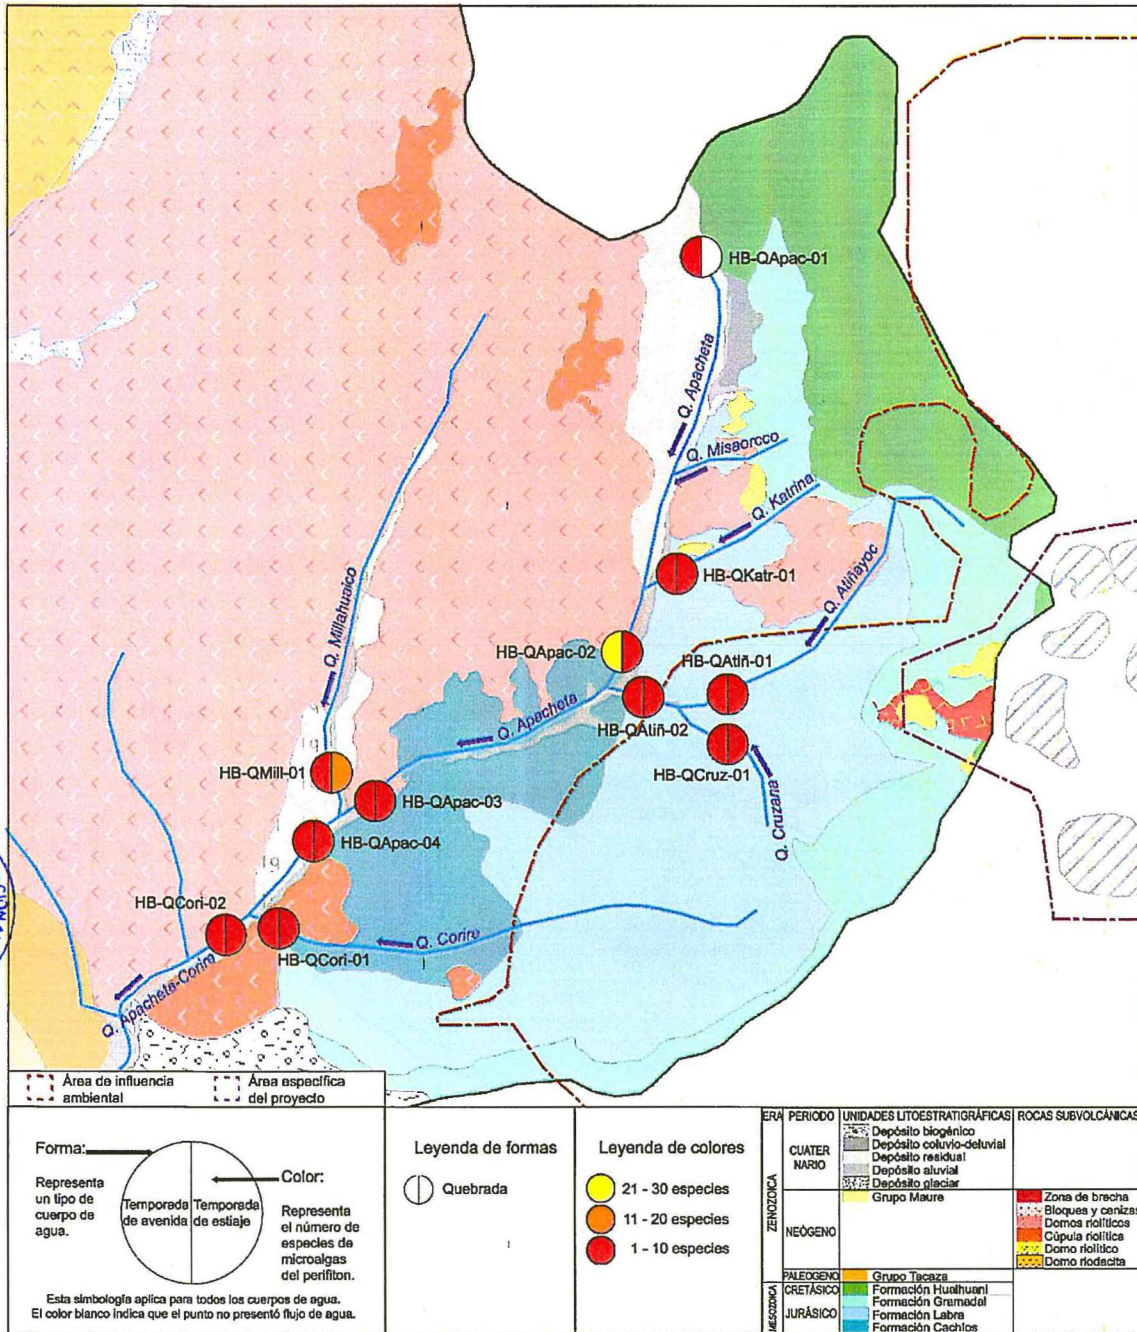 HB-QApac-01
Q. Apacheta
Q. Misaorcco
Q. Katrina
HB-QKatr-01
Q. Atiñayoc
Q. Millahuaico
HB-QApac-02
HB-QAtiñ-01
Q. Apacheta
HB-QAtiñ-02
HB-QCruz-01
HB-QMill-01
HB-QApac-03
Q. Cruzana
HB-QApac-04
HB-QCori-02
Q. Corire
HB-QCori-01
Q. Apacheta-Corire
Área de influencia
ambiental
Área específica
del proyecto
Forma:
Representa
un tipo de
cuerpo de
agua.
Temporada
de avenida
Temporada
de estiaje
Color:
Representa
el número de
especies de
microalgas
del perifiton.
Esta simbología aplica para todos los cuerpos de agua.
El color blanco indica que el punto no presentó flujo de agua.
Leyenda de formas
Quebrada
Leyenda de colores
21 - 30 especies
11 - 20 especies
1 - 10 especies
ERA PERIODO UNIDADES LITOESTRATIGRÁFICAS ROCAS SUBVOLCÁNICAS
ZENOZOICA
CUATER
NARIO
Depósito biogénico
Depósito coluvio-deluvial
Depósito residual
Depósito aluvial
Depósito glaciar
NEÓGENO
Grupo Maure
Zona de brecha
Bloques y cenizas
Domos riolíticos
Cúpula riolítica
Domo riolítico
Domo riodacita
PALEOGENO
Grupo Tacaza
MESOZOICA
CRETÁSICO
Formación Hualhuani
JURÁSICO
Formación Gramadal
Formación Labra
Formación Cachíos